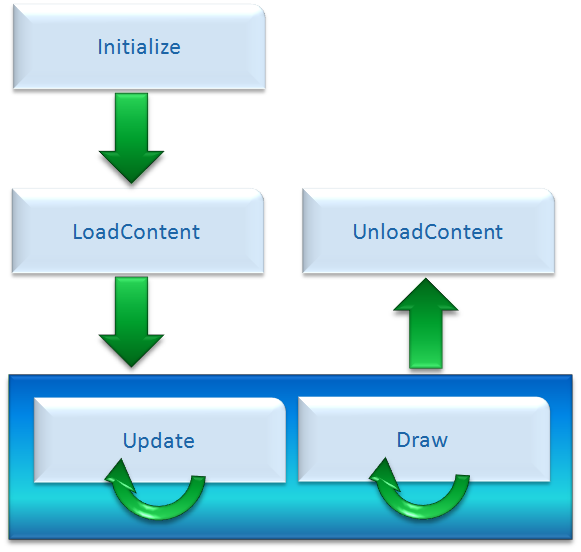 Initialize
LoadContent
UnloadContent
Update
Draw